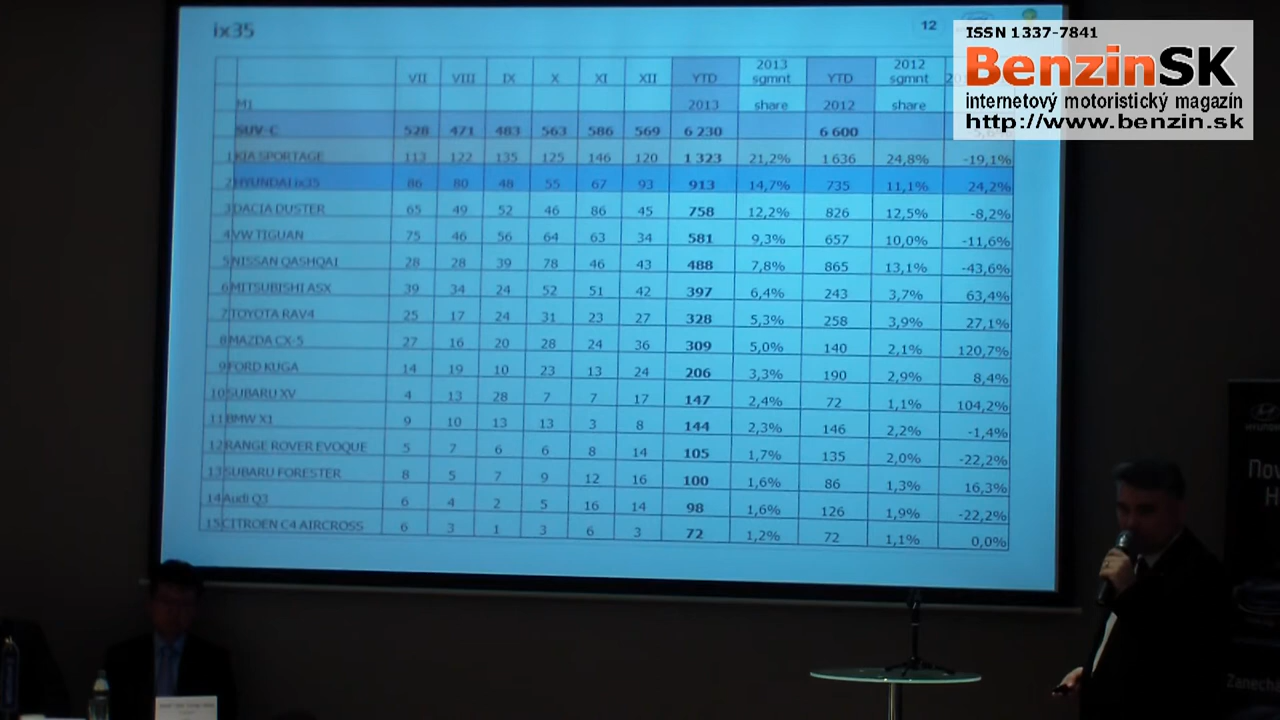 ix35
12
ISSN 1337-7841
BenzinSK
internetový motoristický magazín
http://www.benzin.sk
VII VIII IX X XI XII YTD 2013 sgmnt YTD 2012 sgmnt
M1 2013 share 2012 share
SUV-C 528 471 483 563 586 569 6 230 6 600
1 KIA SPORTAGE 113 122 135 125 146 120 1 323 21,2% 1 636 24,8% -19,1%
2 HYUNDAI ix35 86 80 48 55 67 93 913 14,7% 735 11,1% 24,2%
3 DACIA DUSTER 65 49 52 46 86 45 758 12,2% 826 12,5% -8,2%
4 VW TIGUAN 75 46 56 64 63 34 581 9,3% 657 10,0% -11,6%
5 NISSAN QASHQAI 28 28 39 78 46 43 488 7,8% 865 13,1% -43,6%
6 MITSUBISHI ASX 39 34 24 52 51 42 397 6,4% 243 3,7% 63,4%
7 TOYOTA RAV4 25 17 24 31 23 27 328 5,3% 258 3,9% 27,1%
8 MAZDA CX-5 27 16 20 28 24 36 309 5,0% 140 2,1% 120,7%
9 FORD KUGA 14 19 10 23 13 24 206 3,3% 190 2,9% 8,4%
10 SUBARU XV 4 13 28 7 7 17 147 2,4% 72 1,1% 104,2%
11 BMW X1 9 10 13 13 3 8 144 2,3% 146 2,2% -1,4%
12 RANGE ROVER EVOQUE 5 7 6 6 8 14 105 1,7% 135 2,0% -22,2%
13 SUBARU FORESTER 8 5 7 9 12 16 100 1,6% 86 1,3% 16,3%
14 Audi Q3 6 4 2 5 16 14 98 1,6% 126 1,9% -22,2%
15 CITROEN C4 AIRCROSS 6 3 1 3 6 3 72 1,2% 72 1,1% 0,0%
HYUNDAI
Nov
H
Zanech